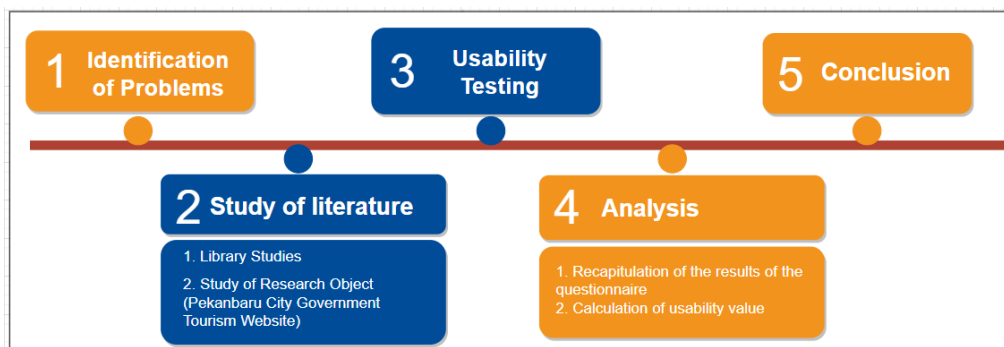 1 Identification
of Problems
2 Study of literature
1. Library Studies
2. Study of Research Object
(Pekanbaru City Government
Tourism Website)
3 Usability
Testing
4 Analysis
1. Recapitulation of the results of the
questionnaire
2. Calculation of usability value
5 Conclusion